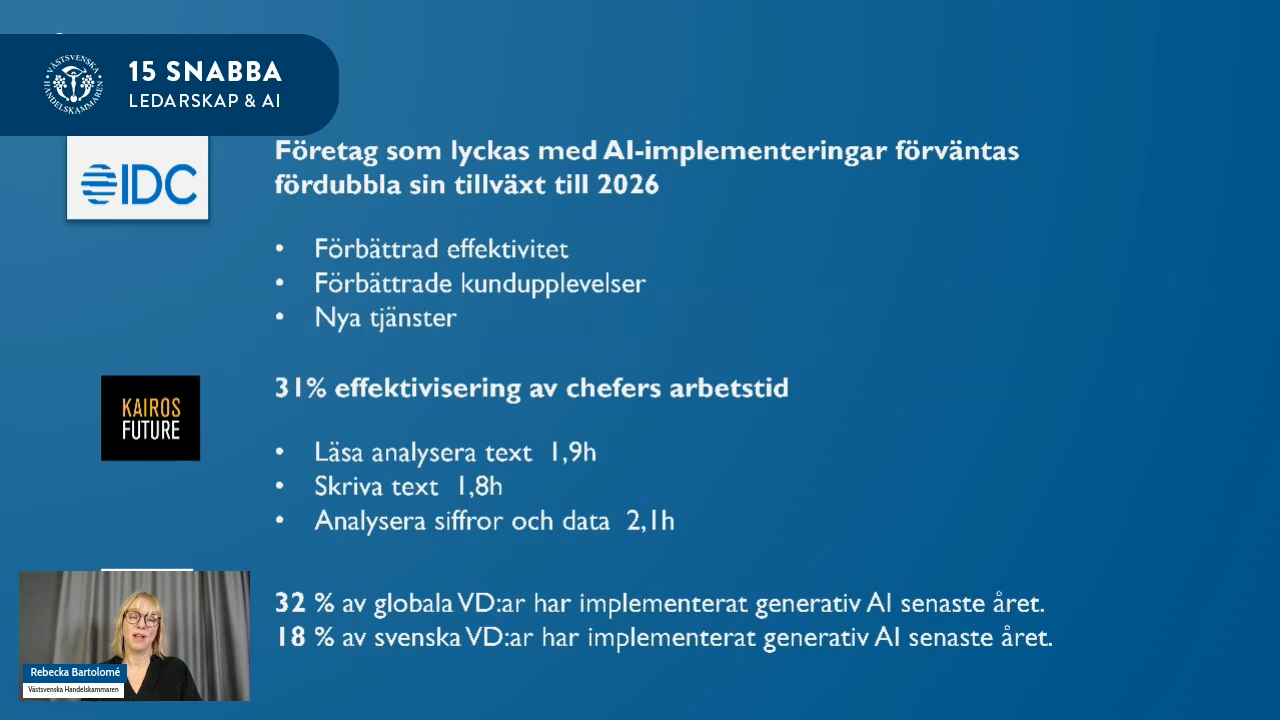 VÄSTSVENSKA
HANDELSKAMMAREN
15 SNABBA
LEDARSKAP & AI
IDC
Företag som lyckas med AI-implementeringar förväntas
fördubbla sin tillväxt till 2026
• Förbättrad effektivitet
• Förbättrade kundupplevelser
• Nya tjänster
KAIROS
FUTURE
31% effektivisering av chefers arbetstid
• Läsa analysera text 1,9h
• Skriva text 1,8h
• Analysera siffror och data 2,1h
32 % av globala VD:ar har implementerat generativ AI senaste året.
18 % av svenska VD:ar har implementerat generativ AI senaste året.
Rebecka Bartolomé
Västsvenska Handelskammaren